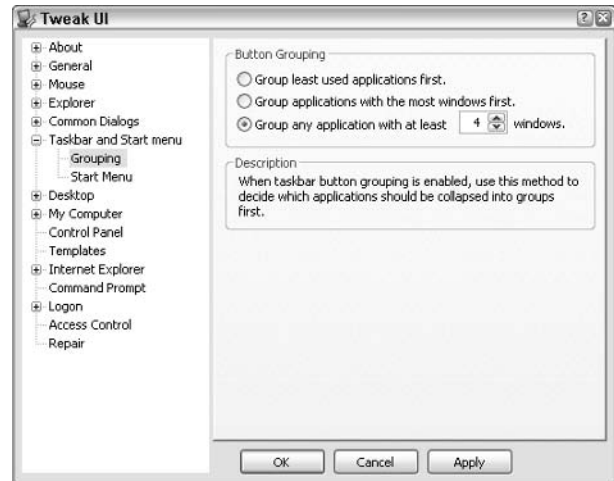 Tweak UI
About
General
Mouse
Explorer
Common Dialogs
Taskbar and Start menu
Grouping
Start Menu
Desktop
My Computer
Control Panel
Templates
Internet Explorer
Command Prompt
Logon
Access Control
Repair
Button Grouping
Group least used applications first.
Group applications with the most windows first.
Group any application with at least 4 windows.
Description
When taskbar button grouping is enabled, use this method to
decide which applications should be collapsed into groups
first.
OK Cancel Apply